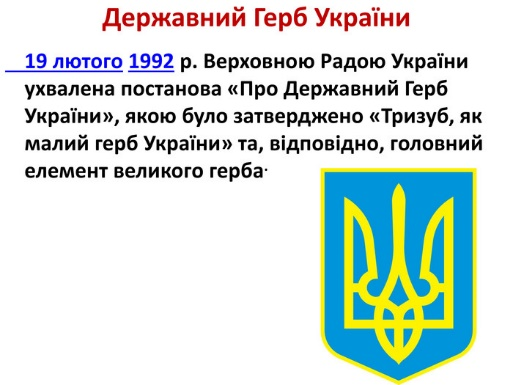 Державний Герб України
19 лютого 1992 р. Верховною Радою України
ухвалена постанова «Про Державний Герб
України», якою було затверджено «Тризуб, як
малий герб України» та, відповідно, головний
елемент великого герба.